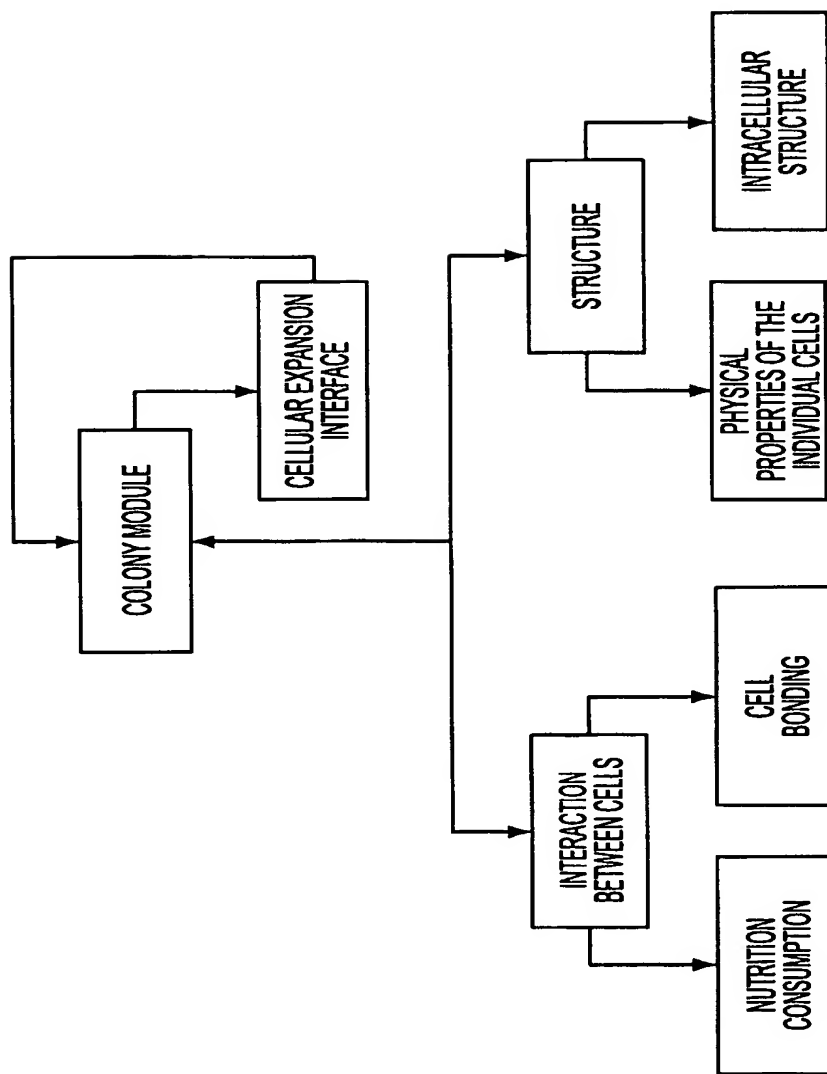 COLONY MODULE
CELLULAR EXPANSION
INTERFACE
INTERACTION
BETWEEN CELLS
STRUCTURE
NUTRITION
CONSUMPTION
CELL
BONDING
PHYSICAL
PROPERTIES OF THE
INDIVIDUAL CELLS
INTRACELLULAR
STRUCTURE